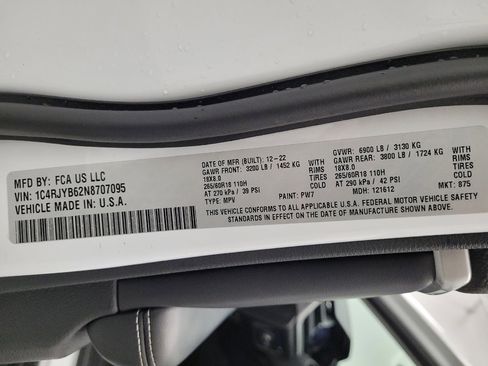 MFD BY: FCA US LLC
VIN: 1C4RJYB62N8707095
VEHICLE MADE IN: U.S.A.
DATE OF MFR (BUILT): 12-22
GAWR FRONT: 3200 LB / 1452 KG WITH
18X8.0 RIMS
265/60R18 110H TIRES
AT 270 kPa / 39 PSI
TYPE: MPV
PAINT: PW7
GVWR: 6900 LB / 3130 KG
GAWR REAR: 3800 LB / 1724 KG WITH
18X8.0 RIMS
265/60R18 110H TIRES
AT 290 kPa / 42 PSI
MDH: 121612
MKT: 875
THIS VEHICLE CONFORMS TO ALL APPLICABLE U.S.A. FEDERAL MOTOR VEHICLE SAFETY
STANDARDS IN EFFECT ON THE DATE OF MANUFACTURE SHOWN ABOVE.